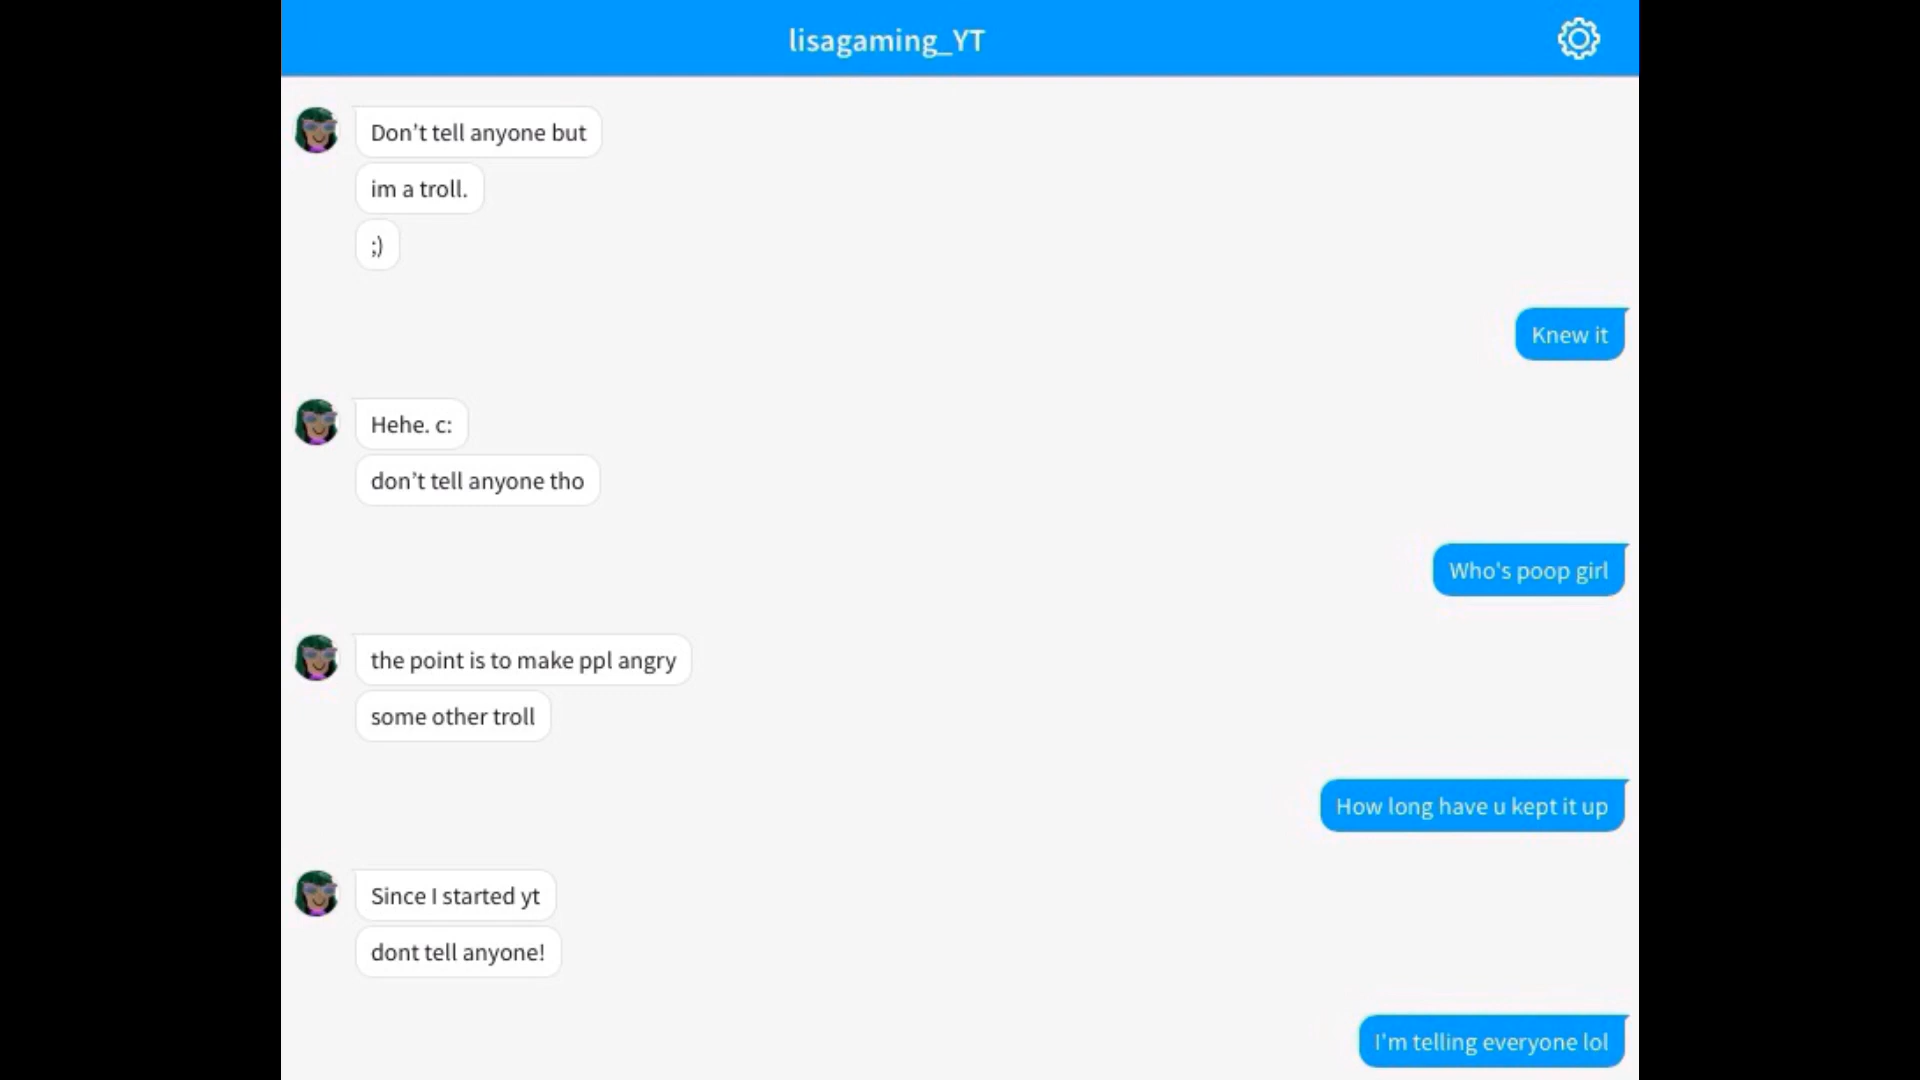 lisagaming_YT
Don't tell anyone but
im a troll.
;)
Knew it
Hehe. c:
don't tell anyone tho
Who's poop girl
the point is to make ppl angry
some other troll
How long have u kept it up
Since I started yt
dont tell anyone!
I'm telling everyone lol